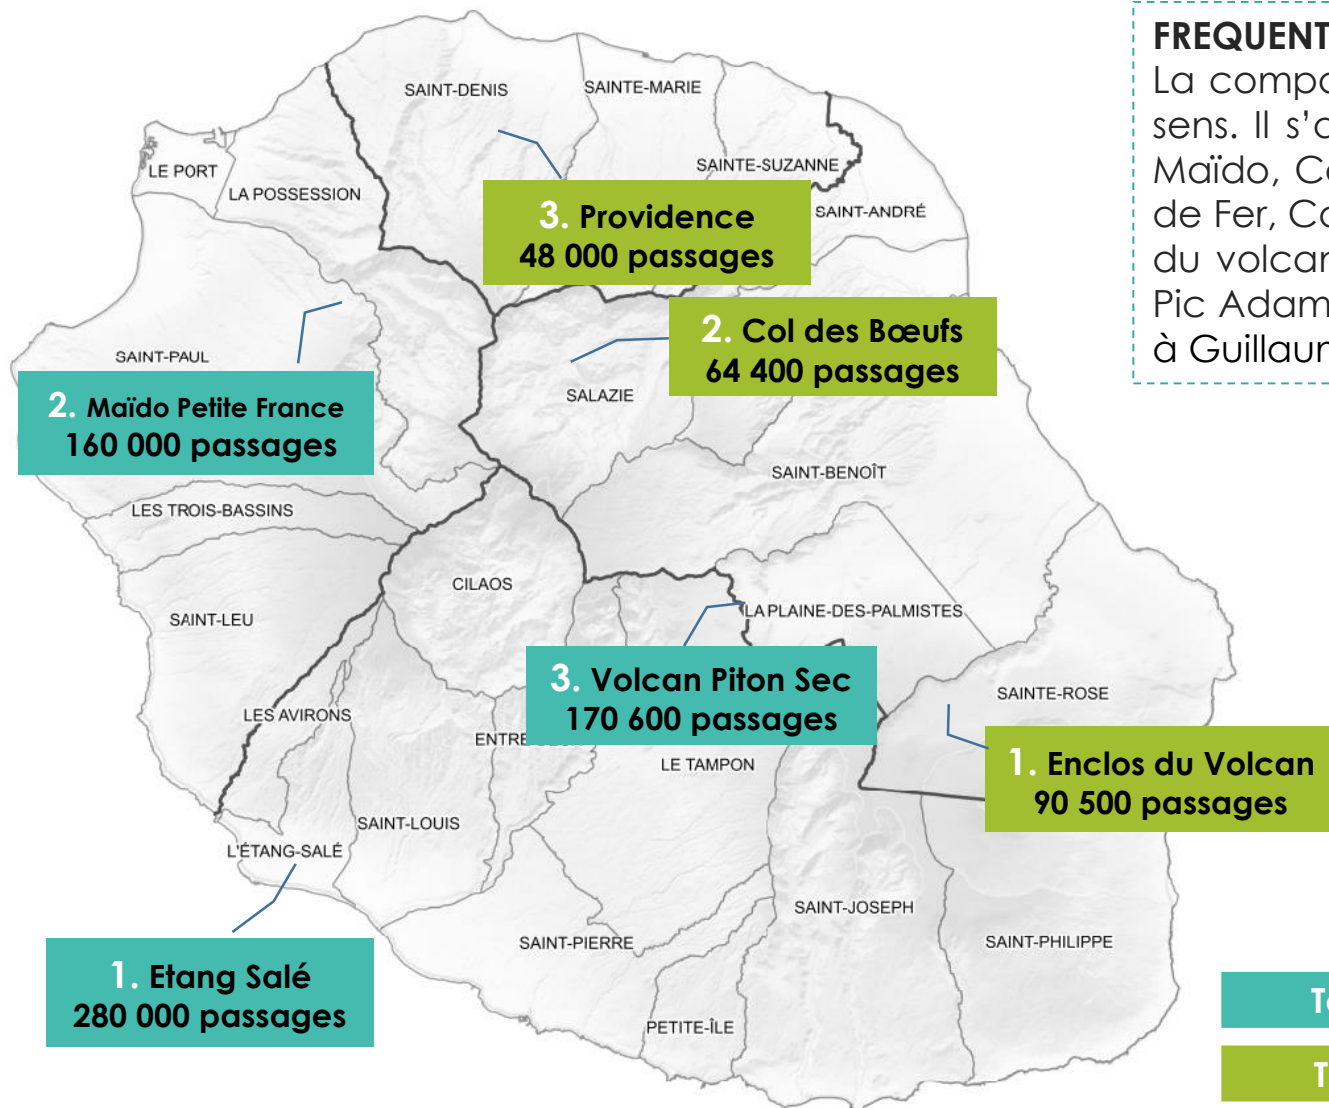 FREQUENT
La compo
sens. Il s'a
Maïdo, Co
de Fer, Co
du volcan
Pic Adam
à Guillaun
SAINT-DENIS
SAINTE-MARIE
SAINTE-SUZANNE
LE PORT
LA POSSESSION
SAINT-ANDRÉ
3. Providence
48 000 passages
2. Col des Bœufs
64 400 passages
SAINT-PAUL
SALAZIE
2. Maïdo Petite France
160 000 passages
SAINT-BENOÎT
LES TROIS-BASSINS
CILAOS
SAINT-LEU
LA PLAINE-DES-PALMISTES
3. Volcan Piton Sec
170 600 passages
SAINTE-ROSE
LES AVIRONS
ENTRE
LE TAMPON
1. Enclos du Volcan
90 500 passages
SAINT-LOUIS
L'ÉTANG-SALÉ
SAINT-JOSEPH
SAINT-PIERRE
SAINT-PHILIPPE
1. Etang Salé
280 000 passages
PETITE-ÎLE
T